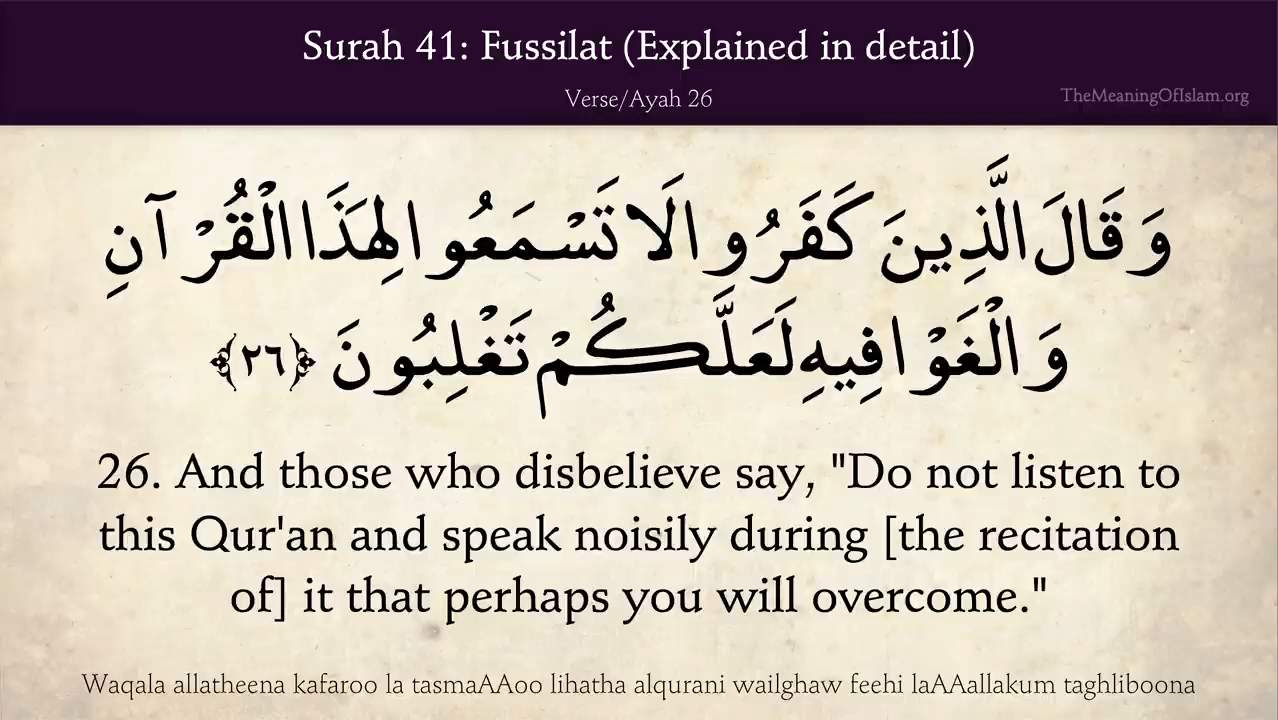 Surah 41: Fussilat (Explained in detail)
Verse/Ayah 26
TheMeaningOfIslam.org
وَقَالَ الَّذِينَ كَفَرُوا لَا تَسْمَعُوا لِهَذَا الْقُرْآنِ
وَالْغَوْا فِيهِ لَعَلَّكُمْ تَغْلِبُونَ ﴿٢٦﴾
26. And those who disbelieve say, "Do not listen to
this Qur'an and speak noisily during [the recitation
of] it that perhaps you will overcome."
Waqala allatheena kafaroo la tasmaAAoo lihatha alqurani wailghaw feehi laAAallakum taghliboona